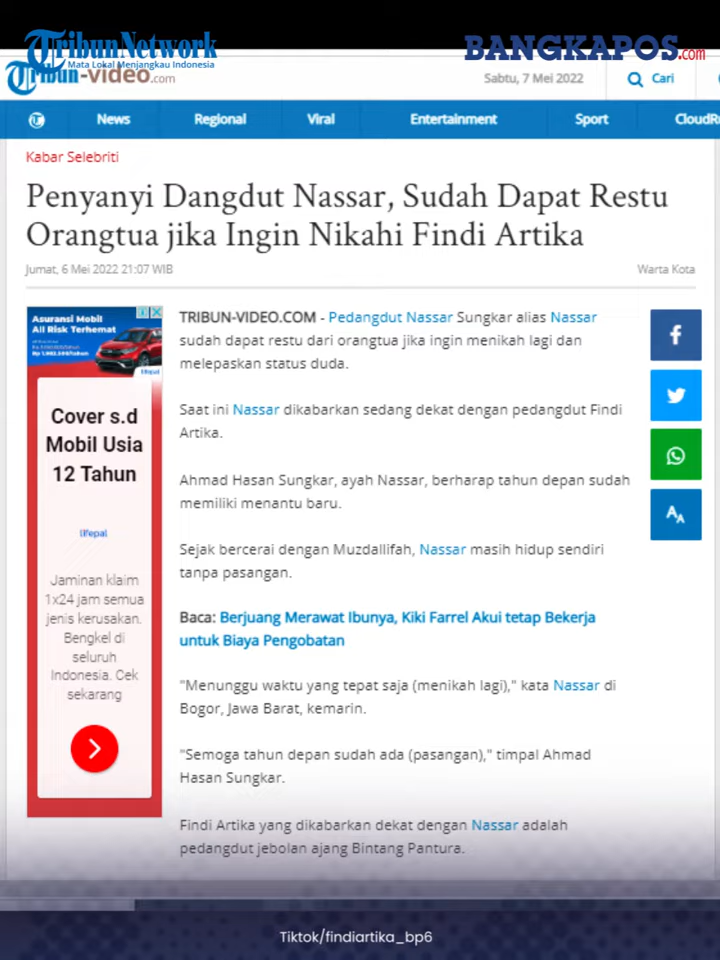 TribunNetwork
Mata Lokal Menjangkau Indonesia
BANGKAPOS.com
Tribun-video.com
Sabtu, 7 Mei 2022
Cari
News Regional Viral Entertainment Sport CloudR
Kabar Selebriti
Penyanyi Dangdut Nassar, Sudah Dapat Restu
Orangtua jika Ingin Nikahi Findi Artika
Jumat, 6 Mei 2022 21:07 WIB
Warta Kota
Asuransi Mobil
All Risk Terhemat
lifepal
Cover s.d
Mobil Usia
12 Tahun
lifepal
Jaminan klaim
1x24 jam semua
jenis kerusakan.
Bengkel di
seluruh
Indonesia. Cek
sekarang
TRIBUN-VIDEO.COM - Pedangdut Nassar Sungkar alias Nassar
sudah dapat restu dari orangtua jika ingin menikah lagi dan
melepaskan status duda.
Saat ini Nassar dikabarkan sedang dekat dengan pedangdut Findi
Artika.
Ahmad Hasan Sungkar, ayah Nassar, berharap tahun depan sudah
memiliki menantu baru.
Sejak bercerai dengan Muzdallifah, Nassar masih hidup sendiri
tanpa pasangan.
Baca: Berjuang Merawat Ibunya, Kiki Farrel Akui tetap Bekerja
untuk Biaya Pengobatan
"Menunggu waktu yang tepat saja (menikah lagi)," kata Nassar di
Bogor, Jawa Barat, kemarin.
"Semoga tahun depan sudah ada (pasangan)," timpal Ahmad
Hasan Sungkar.
Findi Artika yang dikabarkan dekat dengan Nassar adalah
pedangdut jebolan ajang Bintang Pantura.
AA
Tiktok/findiartika_bp6